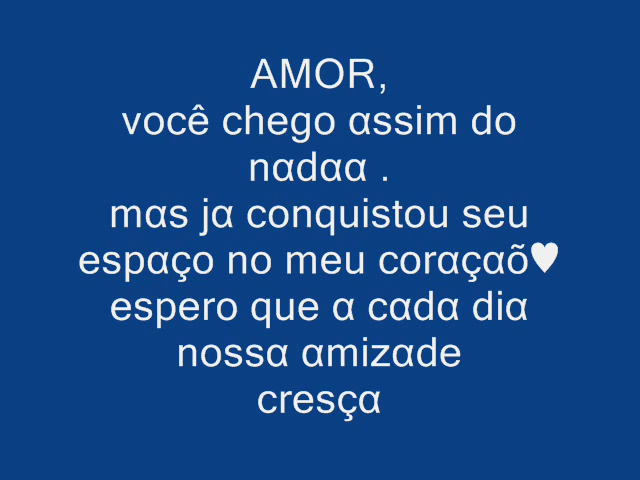 AMOR,
você chego αssim do
nαdαα .
mαs jα conquistou seu
espαço no meu corαçαõ♥
espero que α cαdα diα
nossα αmizαde
cresçα